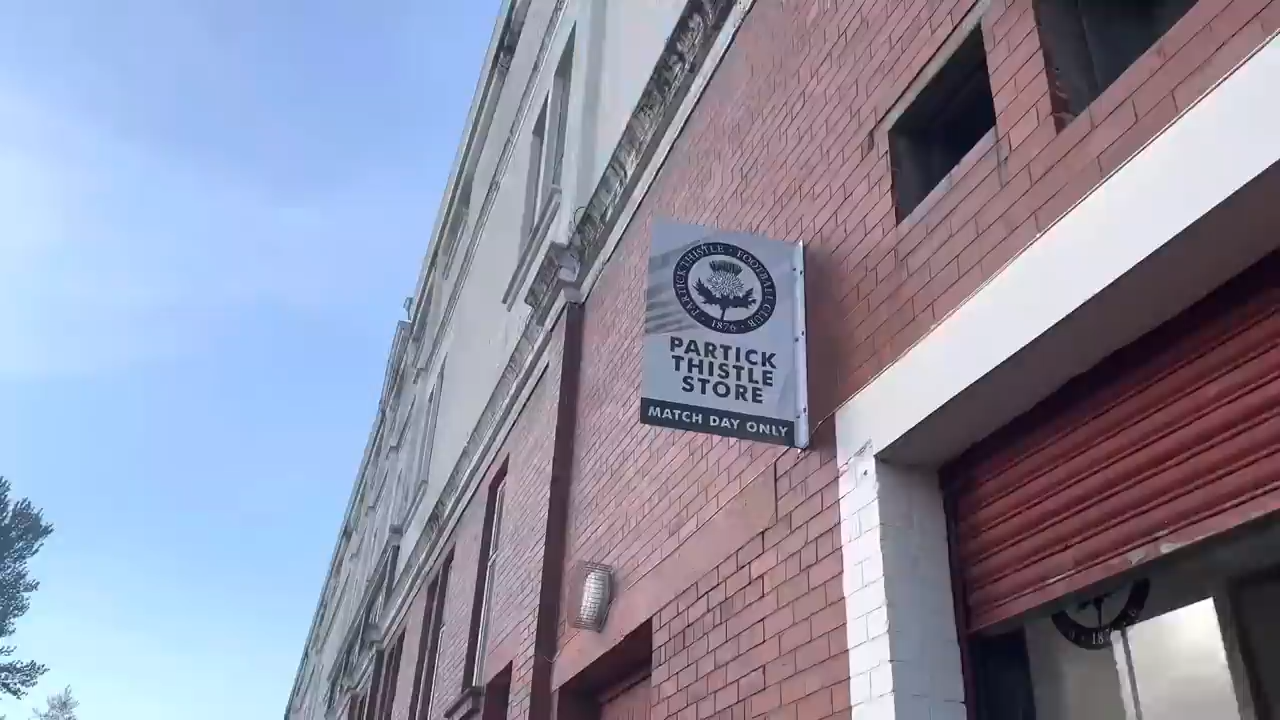 PARTICK THISTLE · FOOTBALL CLUB
· 1876 ·
PARTICK
THISTLE
STORE
MATCH DAY ONLY